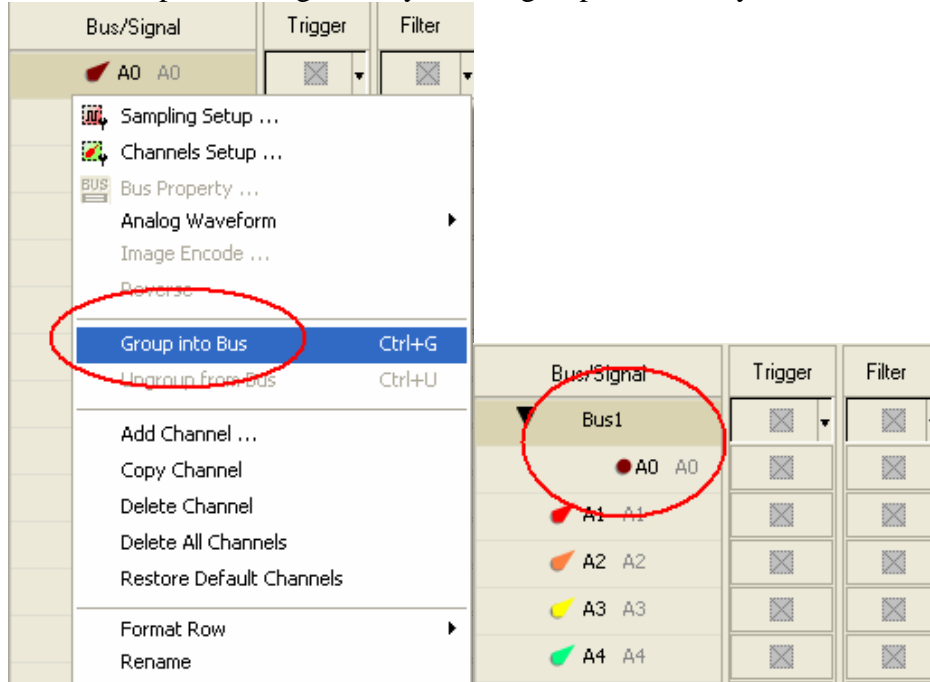 Bus/Signal Trigger Filter
A0 A0
Sampling Setup ...
Channels Setup ...
BUS Bus Property ...
Analog Waveform
Image Encode ...
Reverse
Group into Bus Ctrl+G
Ungroup from Bus Ctrl+U
Add Channel ...
Copy Channel
Delete Channel
Delete All Channels
Restore Default Channels
Format Row
Rename
Bus/Signal Trigger Filter
Bus1
A0 A0
A1 A1
A2 A2
A3 A3
A4 A4